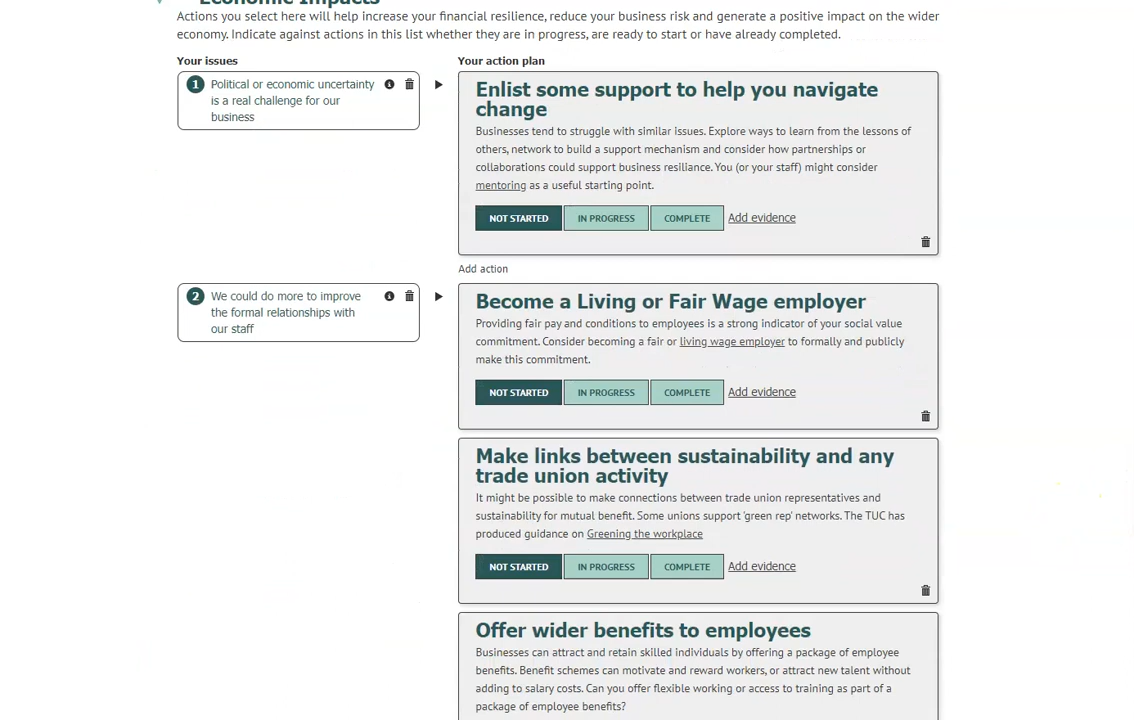 Economic Impacts
Actions you select here will help increase your financial resilience, reduce your business risk and generate a positive impact on the wider
economy. Indicate against actions in this list whether they are in progress, are ready to start or have already completed.
Your issues
Your action plan
1 Political or economic uncertainty
is a real challenge for our
business
Enlist some support to help you navigate
change
Businesses tend to struggle with similar issues. Explore ways to learn from the lessons of
others, network to build a support mechanism and consider how partnerships or
collaborations could support business resiliance. You (or your staff) might consider
mentoring as a useful starting point.
NOT STARTED IN PROGRESS COMPLETE Add evidence
Add action
2 We could do more to improve
the formal relationships with
our staff
Become a Living or Fair Wage employer
Providing fair pay and conditions to employees is a strong indicator of your social value
commitment. Consider becoming a fair or living wage employer to formally and publicly
make this commitment.
NOT STARTED IN PROGRESS COMPLETE Add evidence
Make links between sustainability and any
trade union activity
It might be possible to make connections between trade union representatives and
sustainability for mutual benefit. Some unions support 'green rep' networks. The TUC has
produced guidance on Greening the workplace
NOT STARTED IN PROGRESS COMPLETE Add evidence
Offer wider benefits to employees
Businesses can attract and retain skilled individuals by offering a package of employee
benefits. Benefit schemes can motivate and reward workers, or attract new talent without
adding to salary costs. Can you offer flexible working or access to training as part of a
package of employee benefits?